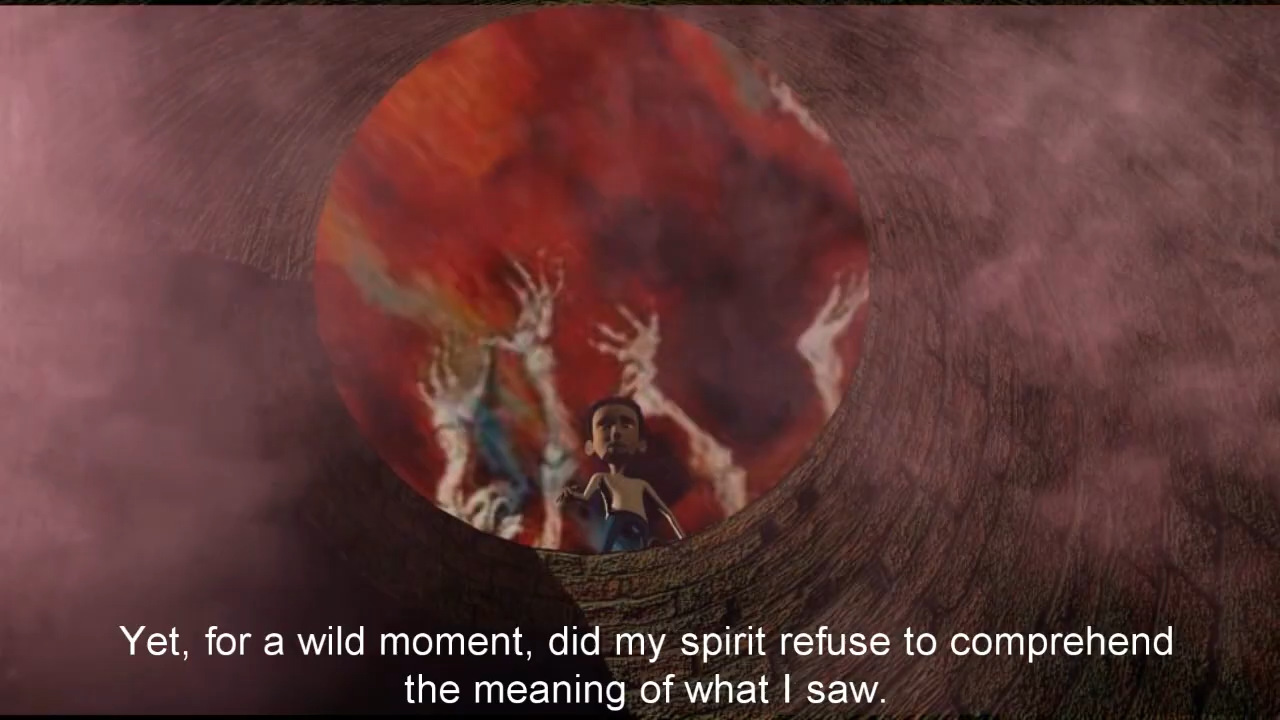 Yet, for a wild moment, did my spirit refuse to comprehend
the meaning of what I saw.